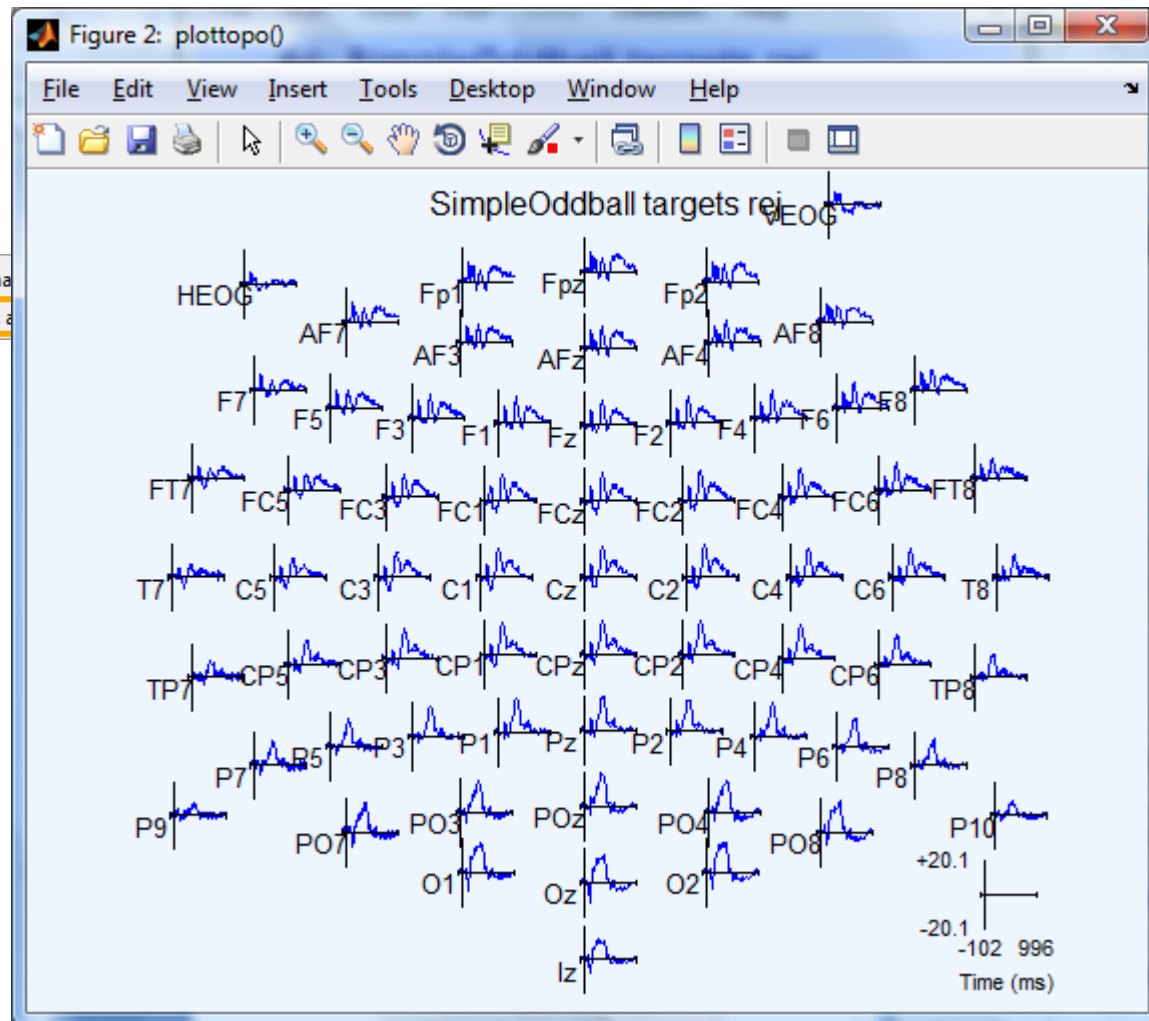 Figure 2: plottopo()
File Edit View Insert Tools Desktop Window Help
SimpleOddball targets rej
VEOG
HEOG Fp1 Fpz Fp2
AF7 AF3 AFz AF4 AF8
F7 F5 F3 F1 Fz F2 F4 F6 F8
FT7 FC5 FC3 FC1 FCz FC2 FC4 FC6 FT8
T7 C5 C3 C1 Cz C2 C4 C6 T8
TP7 CP5 CP3 CP1 CPz CP2 CP4 CP6 TP8
P7 P5 P3 P1 Pz P2 P4 P6 P8
P9 PO7 PO3 POz PO4 PO8 P10
O1 Oz O2
Iz
+20.1
-20.1
-102 996
Time (ms)